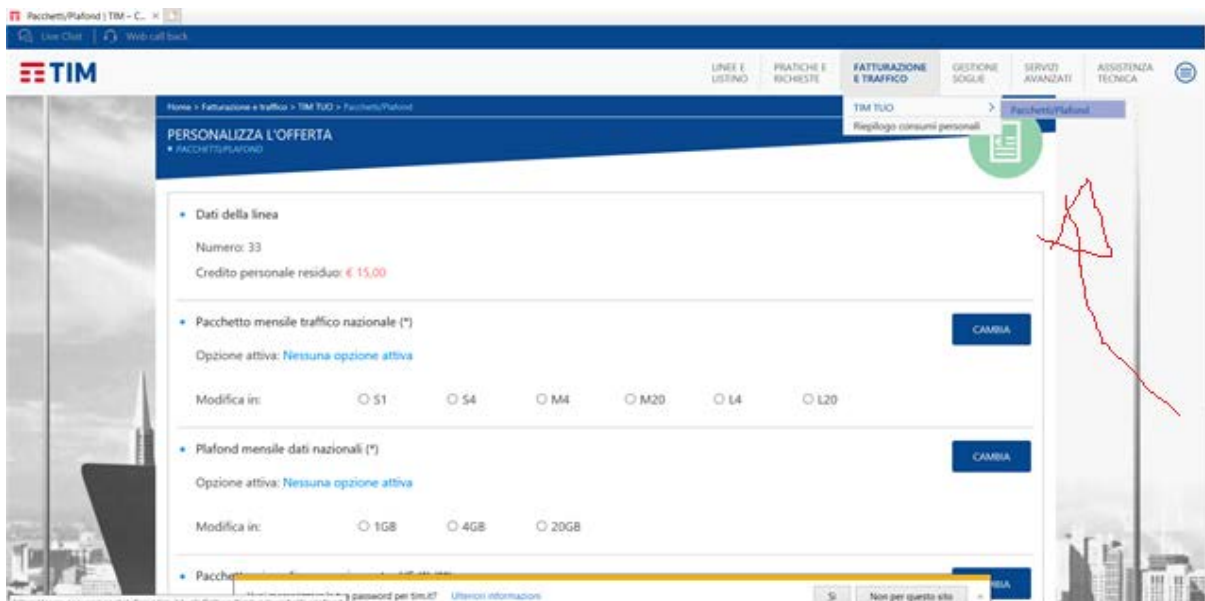 Pacchetti/Plafond | TIM – C...
Live Chat | Web call back
TIM
LINEE E LISTINO
PRATICHE E RICHIESTE
FATTURAZIONE E TRAFFICO
GESTIONE SOGLIE
SERVIZI AVANZATI
ASSISTENZA TECNICA
Home > Fatturazione e traffico > TIM TUO > Pacchetti/Plafond
TIM TUO >
Pacchetti/Plafond
Riepilogo consumi personali
PERSONALIZZA L'OFFERTA
PACCHETTI/PLAFOND
Dati della linea
Numero: 33
Credito personale residuo: € 15,00
Pacchetto mensile traffico nazionale (*)
CAMBIA
Opzione attiva: Nessuna opzione attiva
Modifica in: S1 S4 M4 M20 L4 L20
Plafond mensile dati nazionali (*)
CAMBIA
Opzione attiva: Nessuna opzione attiva
Modifica in: 1GB 4GB 20GB
password per tim.it? Ulteriori informazioni
Non per questo sito